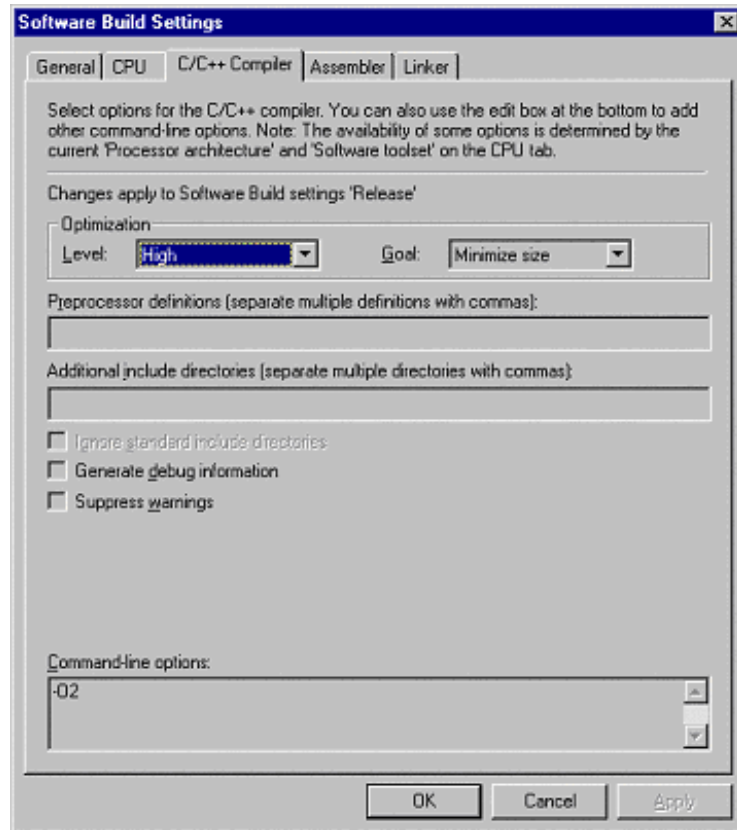 Software Build Settings
General CPU C/C++ Compiler Assembler Linker
Select options for the C/C++ compiler. You can also use the edit box at the bottom to add
other command-line options. Note: The availability of some options is determined by the
current 'Processor architecture' and 'Software toolset' on the CPU tab.
Changes apply to Software Build settings 'Release'
Optimization
Level: High Goal: Minimize size
Preprocessor definitions (separate multiple definitions with commas):
Additional include directories (separate multiple directories with commas):
Ignore standard include directories
Generate debug information
Suppress warnings
Command-line options:
-O2
OK Cancel Apply